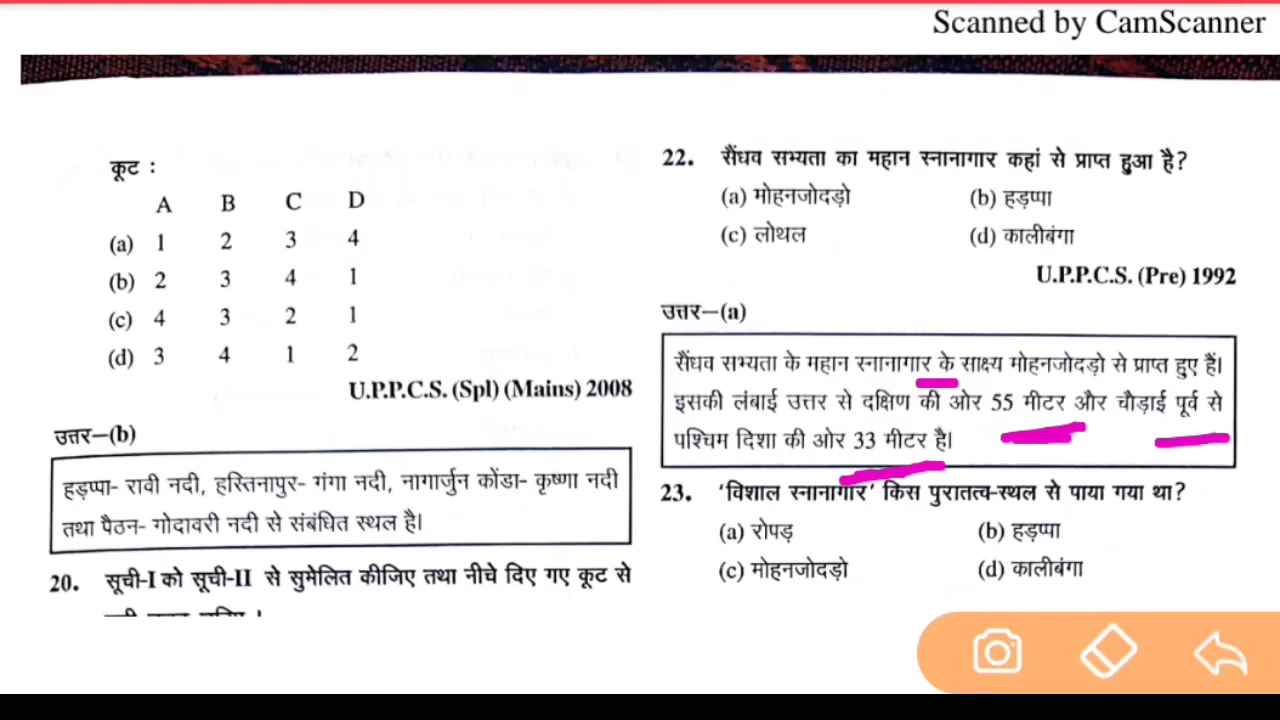 Scanned by CamScanner
कूट :
A B C D
(a) 1 2 3 4
(b) 2 3 4 1
(c) 4 3 2 1
(d) 3 4 1 2
U.P.P.C.S. (Spl) (Mains) 2008
उत्तर–(b)
हड़प्पा- रावी नदी, हस्तिनापुर- गंगा नदी, नागार्जुन कोंडा- कृष्णा नदी
तथा पैठन- गोदावरी नदी से संबंधित स्थल है।
20. सूची-I को सूची-II से सुमेलित कीजिए तथा नीचे दिए गए कूट से
22. सैंधव सभ्यता का महान स्नानागार कहां से प्राप्त हुआ है?
(a) मोहनजोदड़ो (b) हड़प्पा
(c) लोथल (d) कालीबंगा
U.P.P.C.S. (Pre) 1992
उत्तर–(a)
सैंधव सभ्यता के महान स्नानागार के साक्ष्य मोहनजोदड़ो से प्राप्त हुए हैं।
इसकी लंबाई उत्तर से दक्षिण की ओर 55 मीटर और चौड़ाई पूर्व से
पश्चिम दिशा की ओर 33 मीटर है।
23. 'विशाल स्नानागार' किस पुरातत्व-स्थल से पाया गया था?
(a) रोपड़ (b) हड़प्पा
(c) मोहनजोदड़ो (d) कालीबंगा